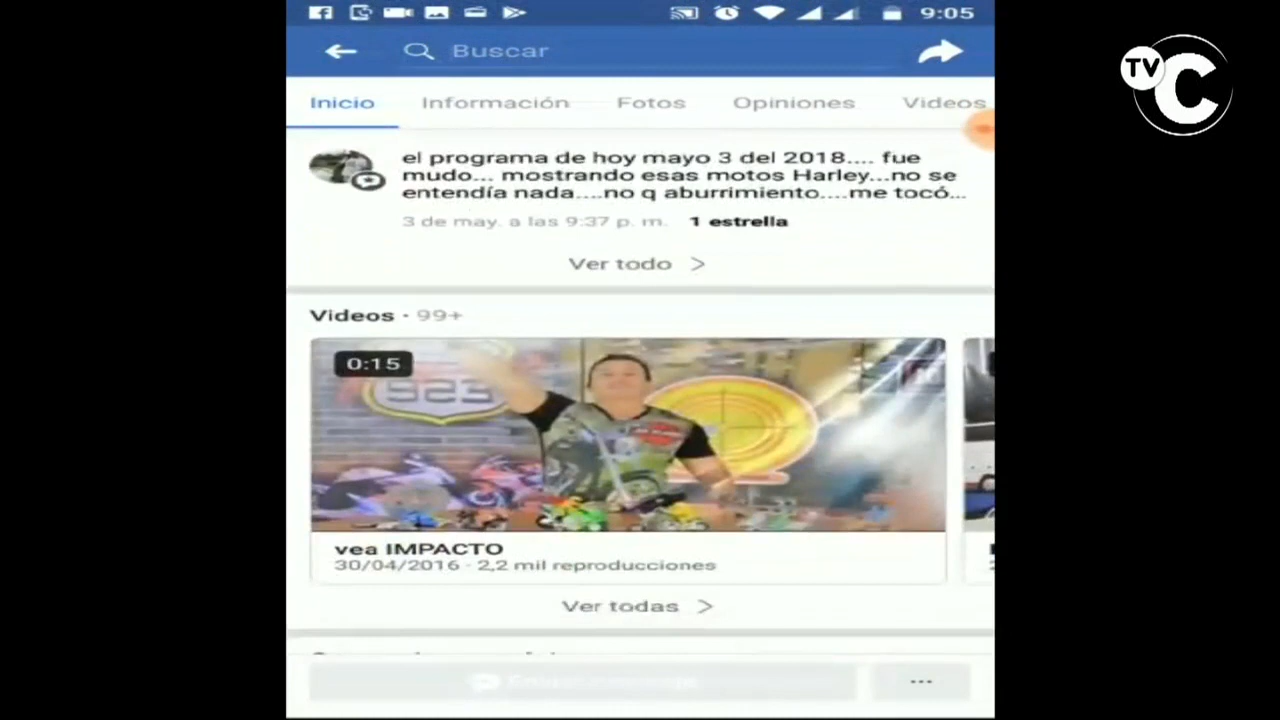 9:05
TV C
Buscar
Inicio Información Fotos Opiniones Videos
el programa de hoy mayo 3 del 2018.... fue
mudo... mostrando esas motos Harley...no se
entendía nada....no q aburrimiento....me tocó...
3 de may. a las 9:37 p. m. 1 estrella
Ver todo
Videos · 99+
0:15
923
vea IMPACTO
30/04/2016 · 2,2 mil reproducciones
Ver todas
...